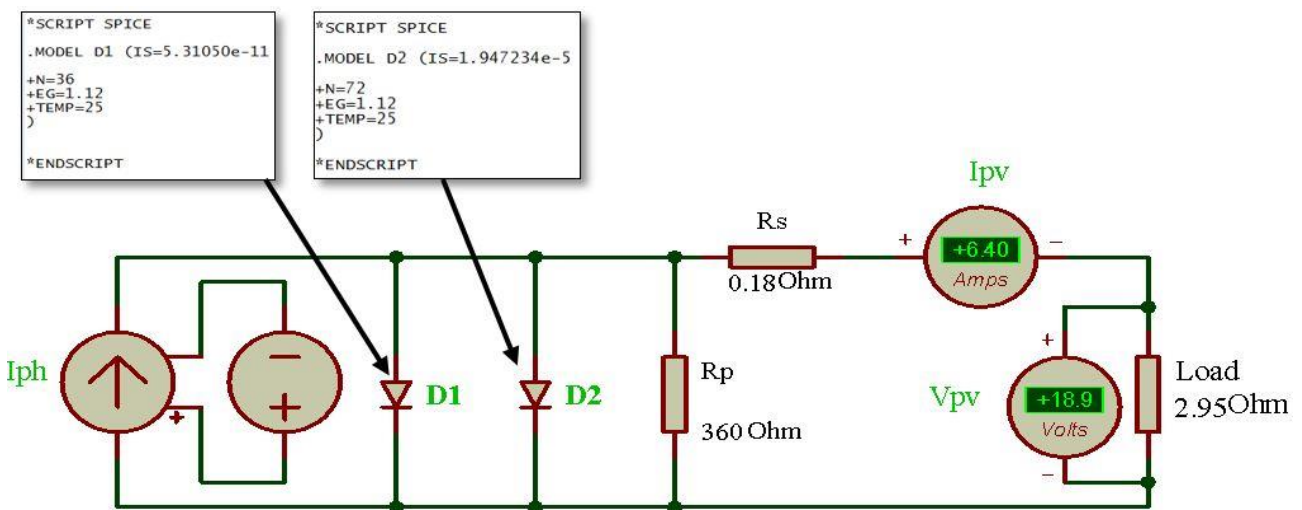 *SCRIPT SPICE
.MODEL D1 (IS=5.31050e-11
+N=36
+EG=1.12
+TEMP=25
)
*ENDSCRIPT
*SCRIPT SPICE
.MODEL D2 (IS=1.947234e-5
+N=72
+EG=1.12
+TEMP=25
)
*ENDSCRIPT
Ipv
Rs
+
+6.40
Amps
−
0.18Ohm
Iph
+
−
+
D1
D2
Rp
360 Ohm
Vpv
+
+18.9
Volts
−
Load
2.95Ohm